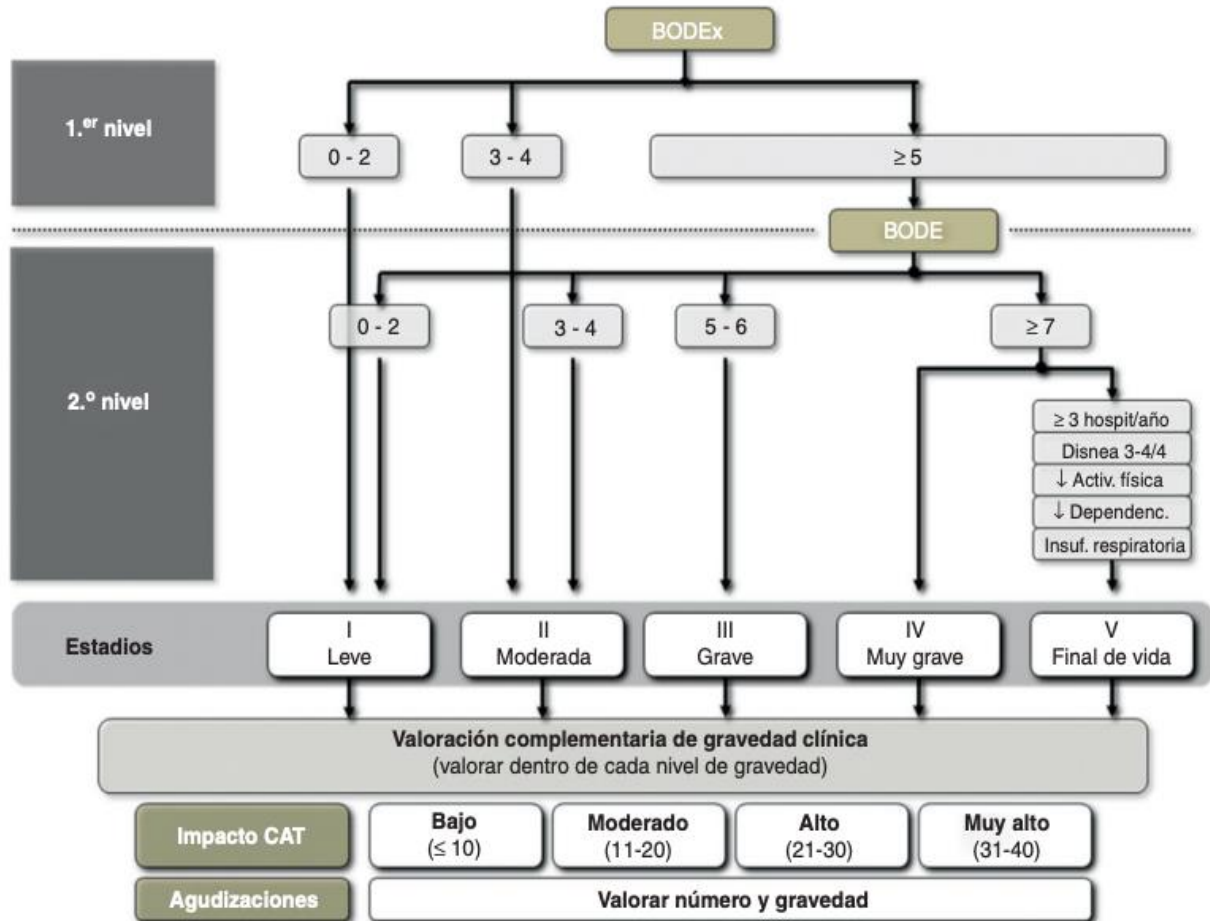 BODEx
1.er nivel
0 - 2
3 - 4
≥ 5
BODE
2.º nivel
0 - 2
3 - 4
5 - 6
≥ 7
≥ 3 hospit/año
Disnea 3-4/4
↓ Activ. física
↓ Dependenc.
Insuf. respiratoria
Estadios
I
Leve
II
Moderada
III
Grave
IV
Muy grave
V
Final de vida
Valoración complementaria de gravedad clínica
(valorar dentro de cada nivel de gravedad)
Impacto CAT
Bajo
(≤ 10)
Moderado
(11-20)
Alto
(21-30)
Muy alto
(31-40)
Agudizaciones
Valorar número y gravedad